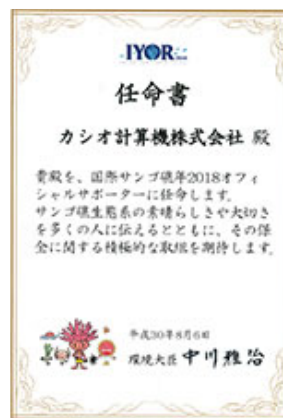 IYOR
任命書
カシオ計算機株式会社 殿
貴殿を、国際サンゴ礁年2018オフィ
シャルサポーターに任命します。
サンゴ礁生態系の素晴らしさや大切さ
を多くの人に伝えるとともに、その保
全に関する積極的な取組を期待します。
平成30年8月6日
環境大臣 中川雅治